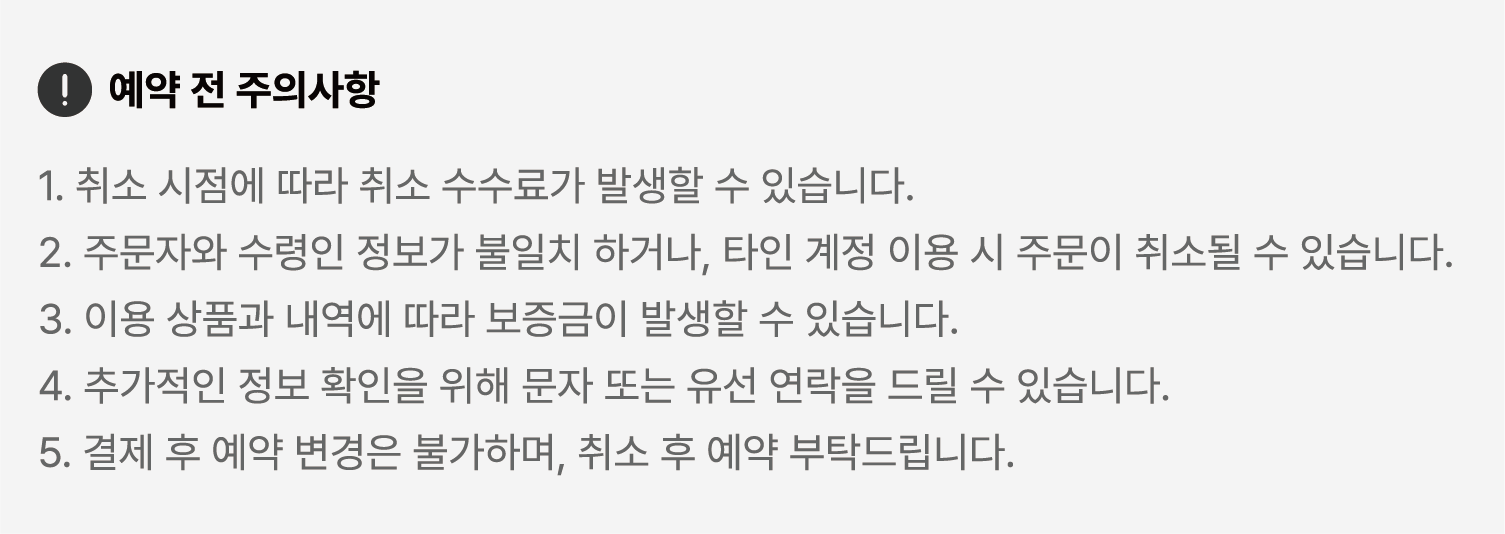 예약 전 주의사항
1. 취소 시점에 따라 취소 수수료가 발생할 수 있습니다.
2. 주문자와 수령인 정보가 불일치 하거나, 타인 계정 이용 시 주문이 취소될 수 있습니다.
3. 이용 상품과 내역에 따라 보증금이 발생할 수 있습니다.
4. 추가적인 정보 확인을 위해 문자 또는 유선 연락을 드릴 수 있습니다.
5. 결제 후 예약 변경은 불가하며, 취소 후 예약 부탁드립니다.